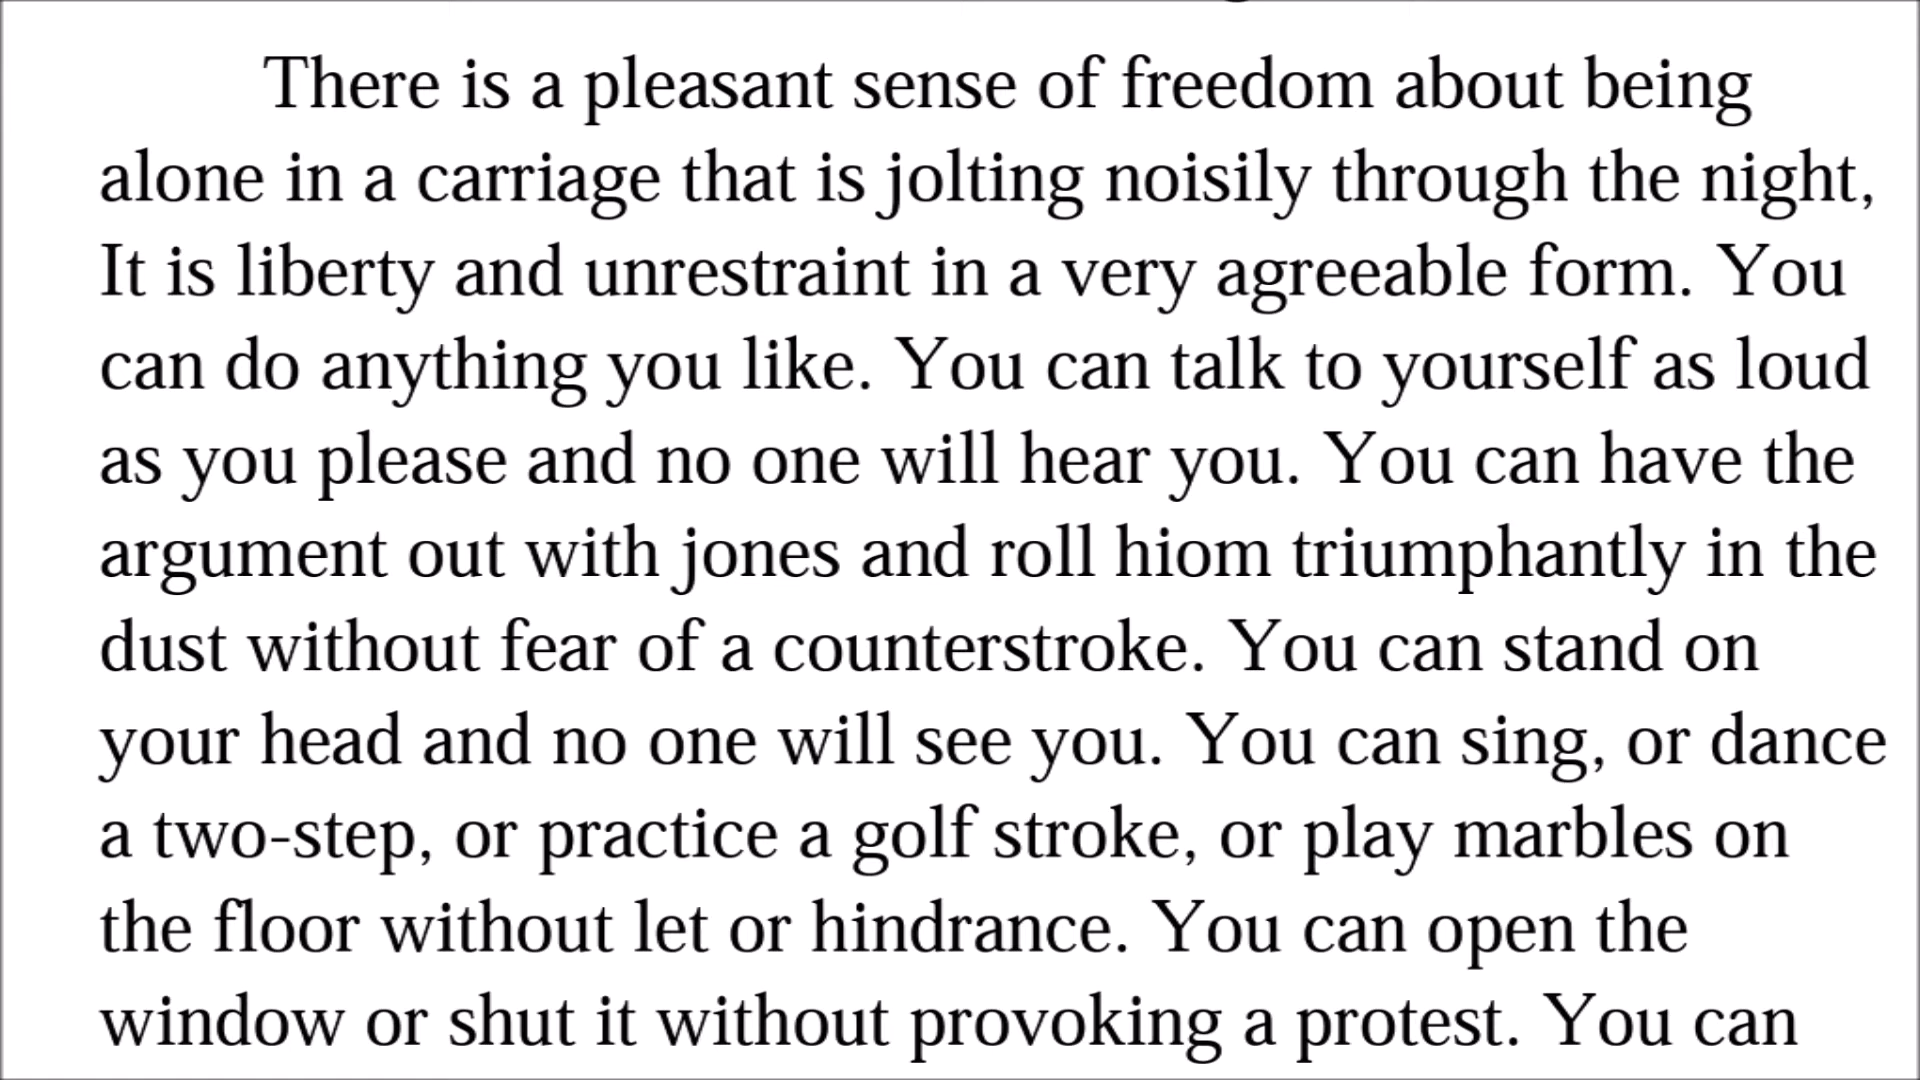 There is a pleasant sense of freedom about being
alone in a carriage that is jolting noisily through the night,
It is liberty and unrestraint in a very agreeable form. You
can do anything you like. You can talk to yourself as loud
as you please and no one will hear you. You can have the
argument out with jones and roll hiom triumphantly in the
dust without fear of a counterstroke. You can stand on
your head and no one will see you. You can sing, or dance
a two-step, or practice a golf stroke, or play marbles on
the floor without let or hindrance. You can open the
window or shut it without provoking a protest. You can